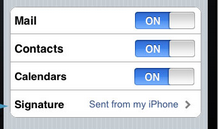 Mail ON
Contacts ON
Calendars ON
Signature Sent from my iPhone >